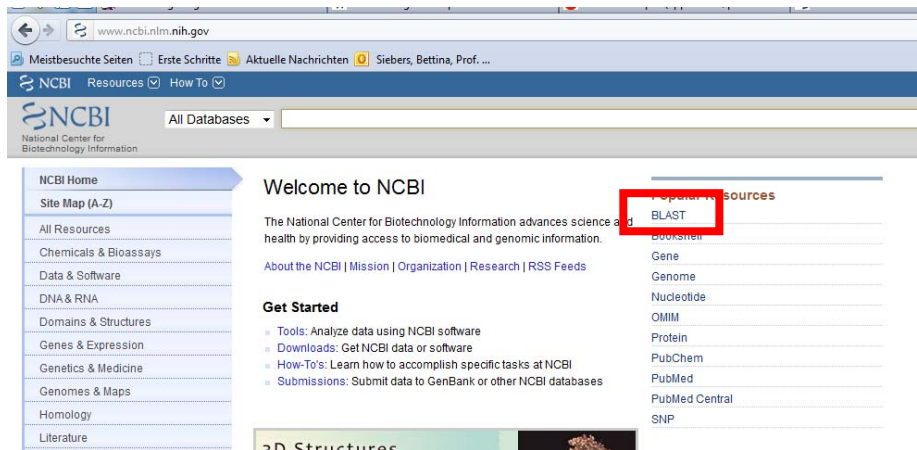 www.ncbi.nlm.nih.gov
Meistbesuchte Seiten Erste Schritte Aktuelle Nachrichten Siebers, Bettina, Prof. ...
NCBI Resources How To
NCBI
National Center for
Biotechnology Information
All Databases
NCBI Home
Site Map (A-Z)
All Resources
Chemicals & Bioassays
Data & Software
DNA & RNA
Domains & Structures
Genes & Expression
Genetics & Medicine
Genomes & Maps
Homology
Literature
Welcome to NCBI
The National Center for Biotechnology Information advances science and
health by providing access to biomedical and genomic information.
About the NCBI | Mission | Organization | Research | RSS Feeds
Get Started
Tools: Analyze data using NCBI software
Downloads: Get NCBI data or software
How-To's: Learn how to accomplish specific tasks at NCBI
Submissions: Submit data to GenBank or other NCBI databases
3D Structures
Popular Resources
BLAST
Bookshelf
Gene
Genome
Nucleotide
OMIM
Protein
PubChem
PubMed
PubMed Central
SNP